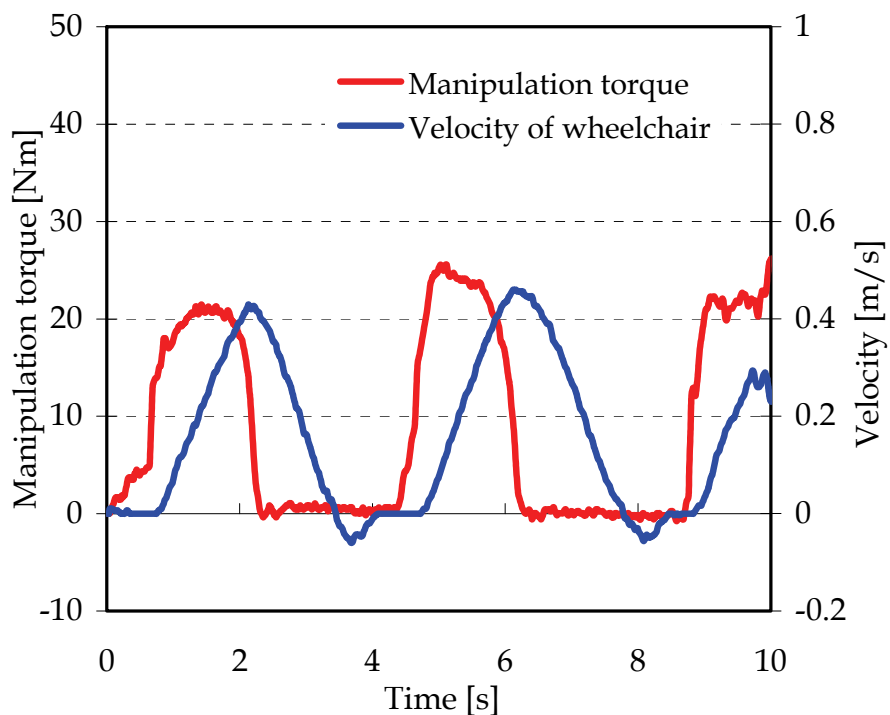 50
40
30
20
10
0
-10
Manipulation torque [Nm]
Manipulation torque
Velocity of wheelchair
1
0.8
0.6
0.4
0.2
0
-0.2
Velocity [m/s]
0 2 4 6 8 10
Time [s]